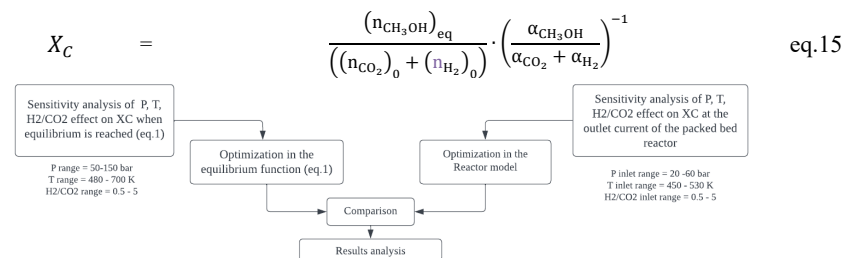 X_C = (n_CH₃OH)_eq / ((n_CO₂)₀ + (n_H₂)₀) · (α_CH₃OH / (α_CO₂ + α_H₂))⁻¹ eq.15
Sensitivity analysis of P, T,
H2/CO2 effect on XC when
equilibrium is reached (eq.1)
P range = 50-150 bar
T range = 480 - 700 K
H2/CO2 range = 0.5 - 5
Optimization in the
equilibrium function (eq.1)
Sensitivity analysis of P, T,
H2/CO2 effect on XC at the
outlet current of the packed bed
reactor
P inlet range = 20 -60 bar
T inlet range = 450 - 530 K
H2/CO2 inlet range = 0.5 - 5
Optimization in the
Reactor model
Comparison
Results analysis